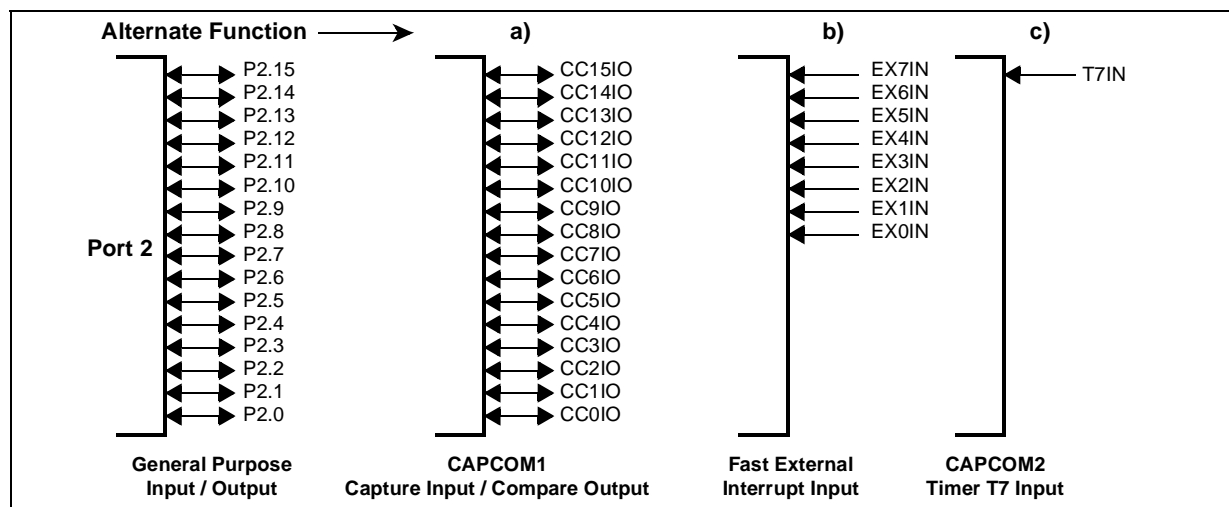 Alternate Function a) b) c)
P2.15 CC15IO EX7IN T7IN
P2.14 CC14IO EX6IN
P2.13 CC13IO EX5IN
P2.12 CC12IO EX4IN
P2.11 CC11IO EX3IN
P2.10 CC10IO EX2IN
P2.9 CC9IO EX1IN
P2.8 CC8IO EX0IN
Port 2 P2.7 CC7IO
P2.6 CC6IO
P2.5 CC5IO
P2.4 CC4IO
P2.3 CC3IO
P2.2 CC2IO
P2.1 CC1IO
P2.0 CC0IO
General Purpose CAPCOM1 Fast External CAPCOM2
Input / Output Capture Input / Compare Output Interrupt Input Timer T7 Input